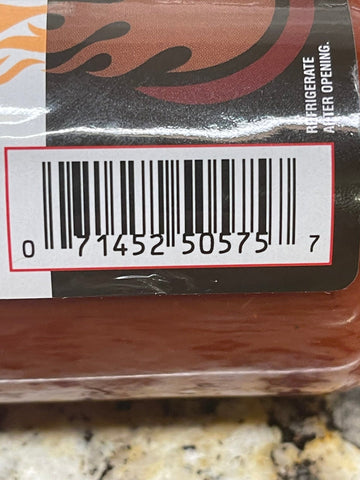 REFRIGERATE
AFTER OPENING.
0 71452 50575 7